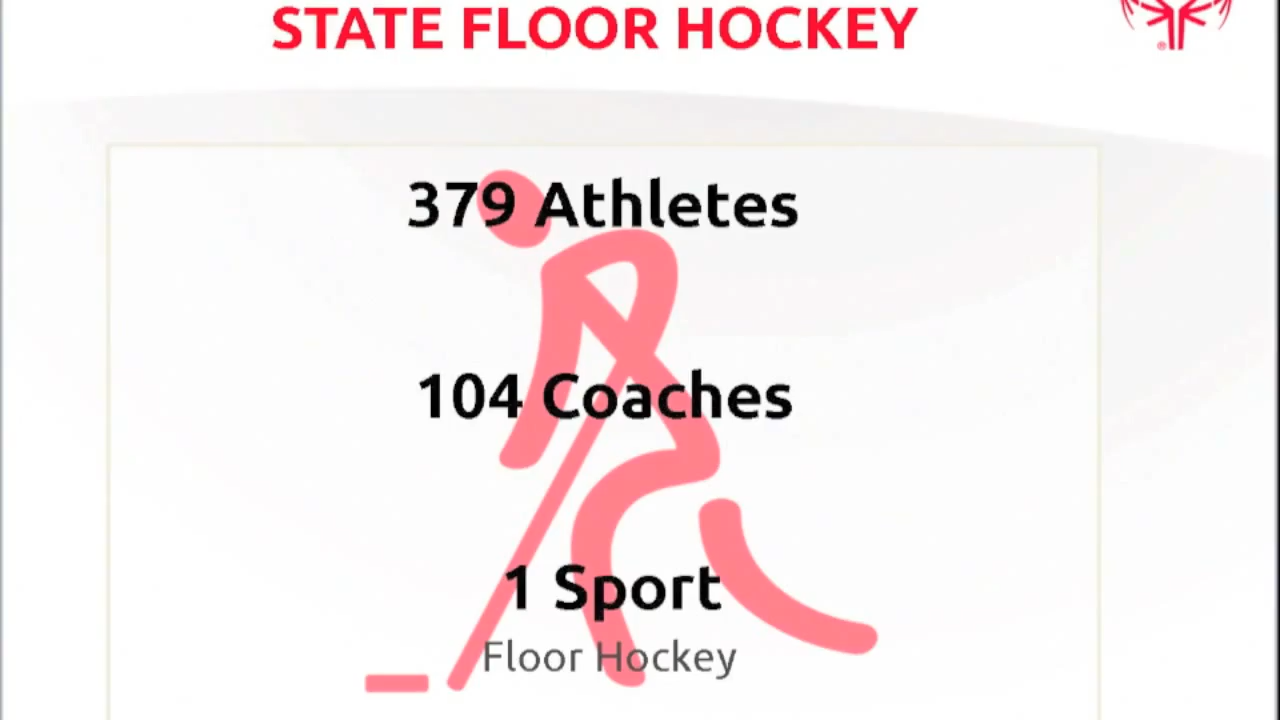 STATE FLOOR HOCKEY
®
379 Athletes
104 Coaches
1 Sport
Floor Hockey